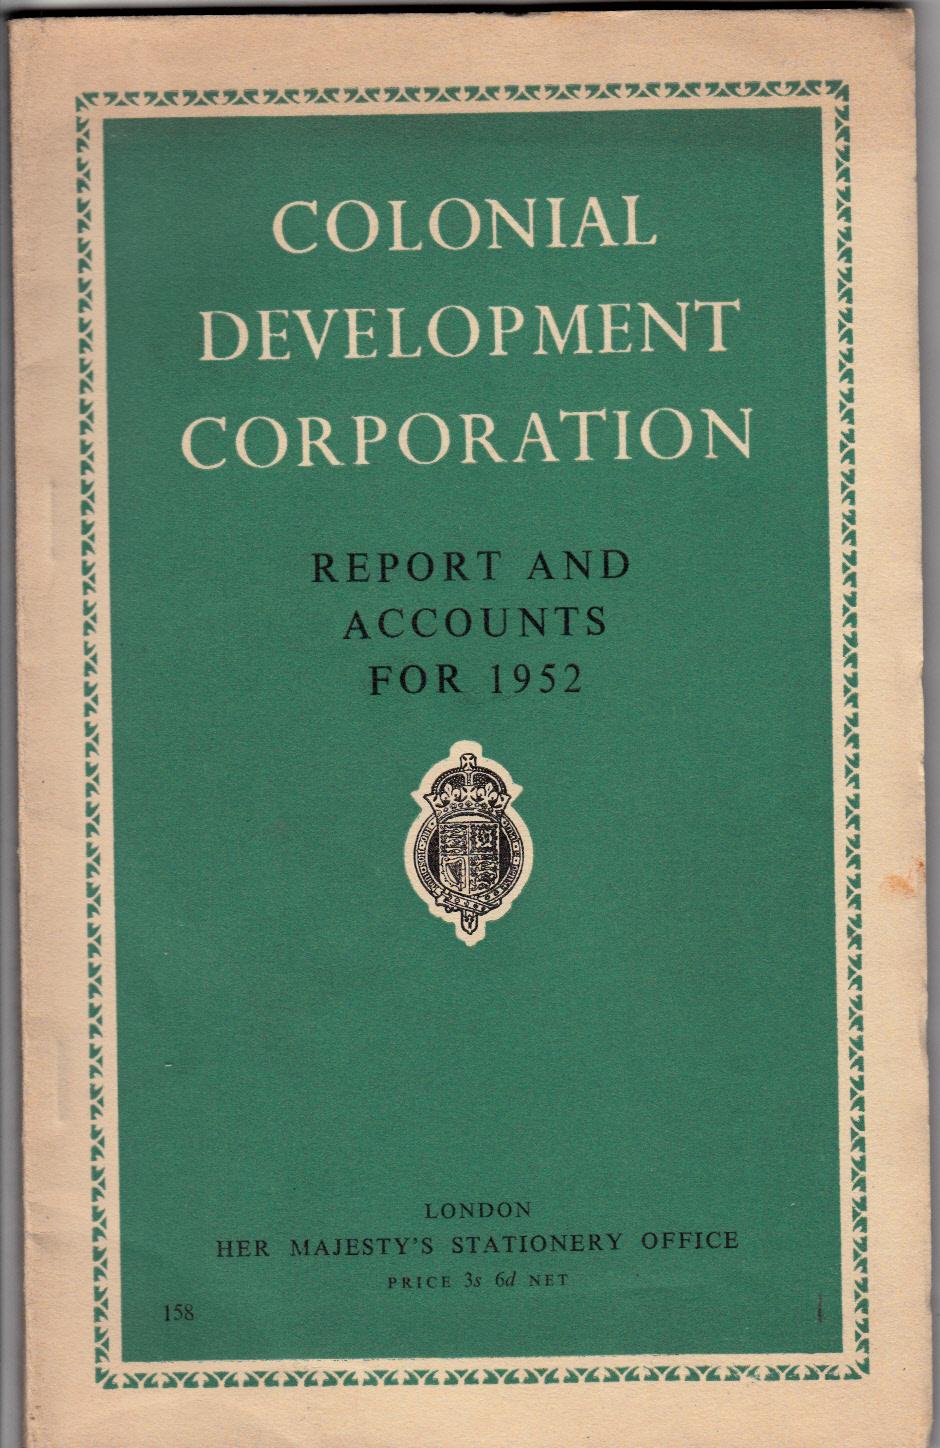 COLONIAL
DEVELOPMENT
CORPORATION
REPORT AND
ACCOUNTS
FOR 1952
LONDON
HER MAJESTY'S STATIONERY OFFICE
PRICE 3s 6d NET
158